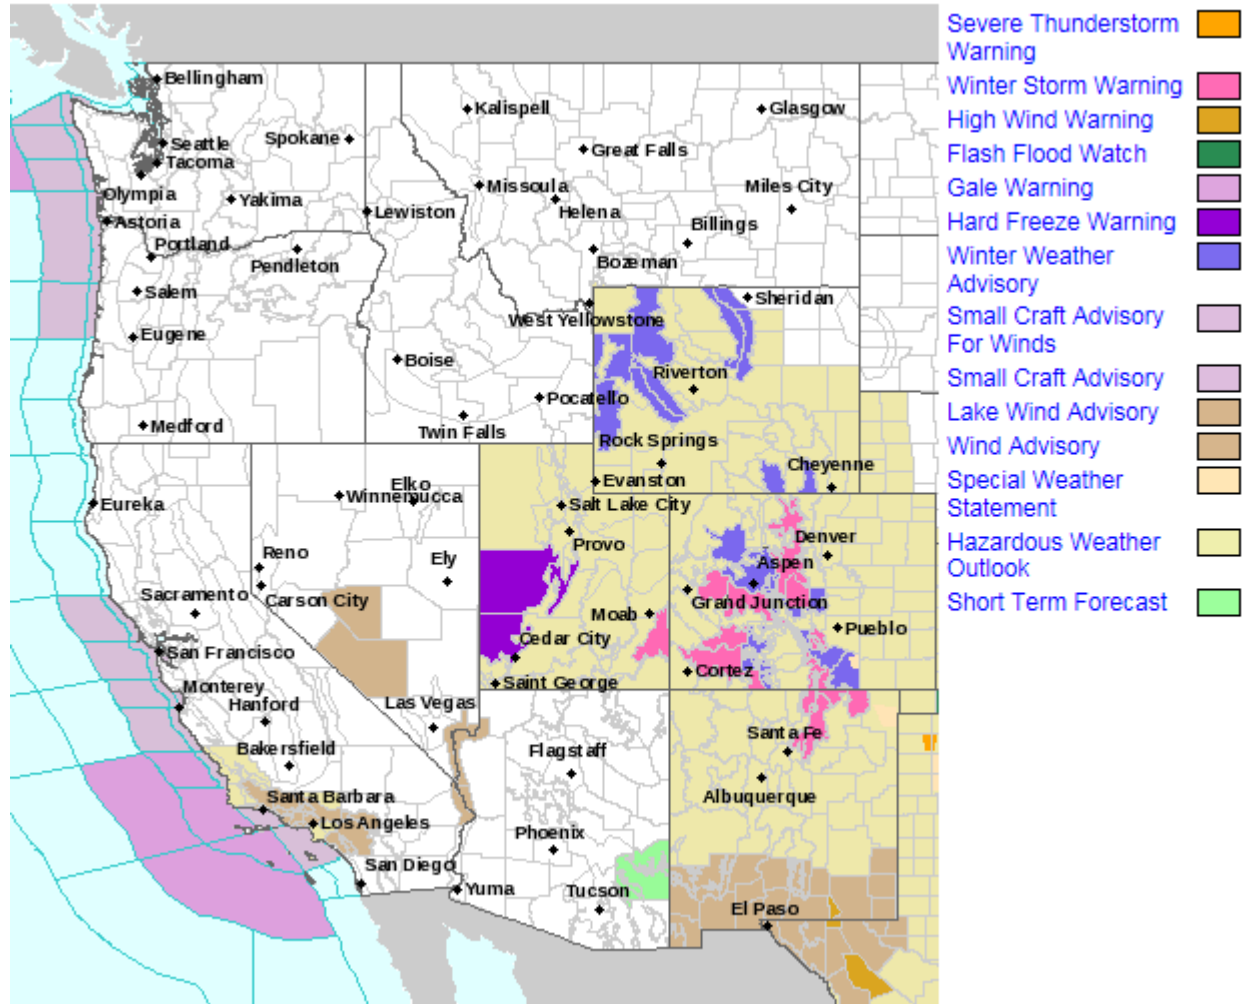 Bellingham
Kalispell
Glasgow
Seattle
Spokane
Great Falls
Tacoma
Olympia
Missoula
Miles City
Yakima
Helena
Lewiston
Astoria
Billings
Portland
Pendleton
Bozeman
Salem
Sheridan
West Yellowstone
Eugene
Boise
Riverton
Pocatello
Medford
Twin Falls
Rock Springs
Cheyenne
Elko
Evanston
Winnemucca
Eureka
Salt Lake City
Provo
Denver
Reno
Ely
Aspen
Sacramento
Carson City
Moab
Grand Junction
Cedar City
Pueblo
San Francisco
Cortez
Saint George
Monterey
Hanford
Las Vegas
Santa Fe
Bakersfield
Flagstaff
Santa Barbara
Albuquerque
Los Angeles
Phoenix
San Diego
Yuma
Tucson
El Paso
Severe Thunderstorm
Warning
Winter Storm Warning
High Wind Warning
Flash Flood Watch
Gale Warning
Hard Freeze Warning
Winter Weather
Advisory
Small Craft Advisory
For Winds
Small Craft Advisory
Lake Wind Advisory
Wind Advisory
Special Weather
Statement
Hazardous Weather
Outlook
Short Term Forecast